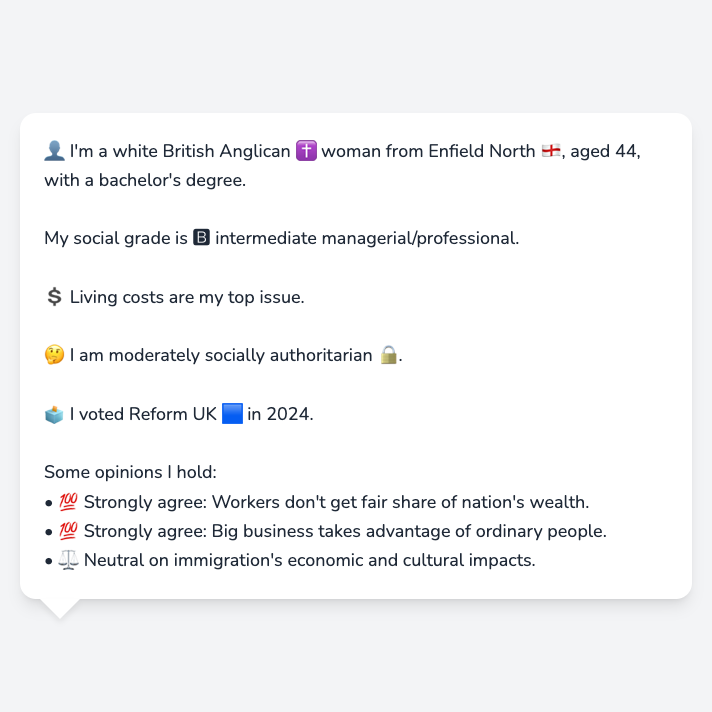 👤 I'm a white British Anglican ✝️ woman from Enfield North 🏴󠁧󠁢󠁥󠁮󠁧󠁿, aged 44,
with a bachelor's degree.
My social grade is 🅱 intermediate managerial/professional.
💲 Living costs are my top issue.
🤔 I am moderately socially authoritarian 🔒.
🗳️ I voted Reform UK 🟦 in 2024.
Some opinions I hold:
• 💯 Strongly agree: Workers don't get fair share of nation's wealth.
• 💯 Strongly agree: Big business takes advantage of ordinary people.
• ⚖️ Neutral on immigration's economic and cultural impacts.